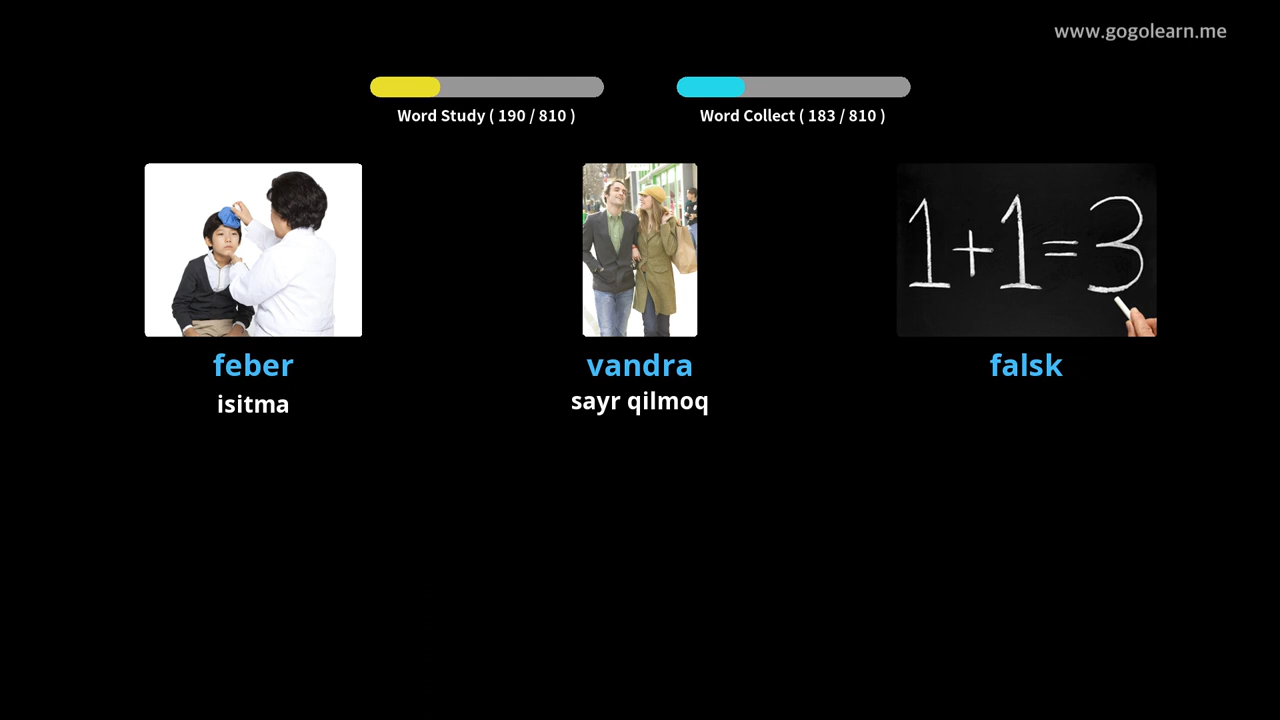 www.gogolearn.me
Word Study ( 190 / 810 )
Word Collect ( 183 / 810 )
1+1=3
feber
vandra
falsk
isitma
sayr qilmoq